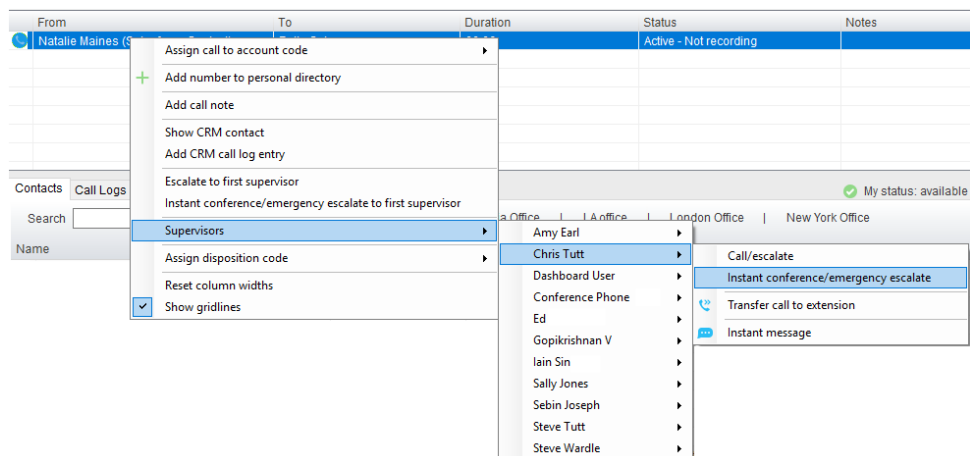 From To Duration Status Notes
Natalie Maines Active - Not recording
Assign call to account code
Add number to personal directory
Add call note
Show CRM contact
Add CRM call log entry
Escalate to first supervisor
Instant conference/emergency escalate to first supervisor
Supervisors
Assign disposition code
Reset column widths
Show gridlines
Contacts Call Logs My status: available
Search Office | LA office | London Office | New York Office
Name
Amy Earl
Chris Tutt
Dashboard User
Conference Phone
Ed
Gopikrishnan V
Iain Sin
Sally Jones
Sebin Joseph
Steve Tutt
Steve Wardle
Call/escalate
Instant conference/emergency escalate
Transfer call to extension
Instant message